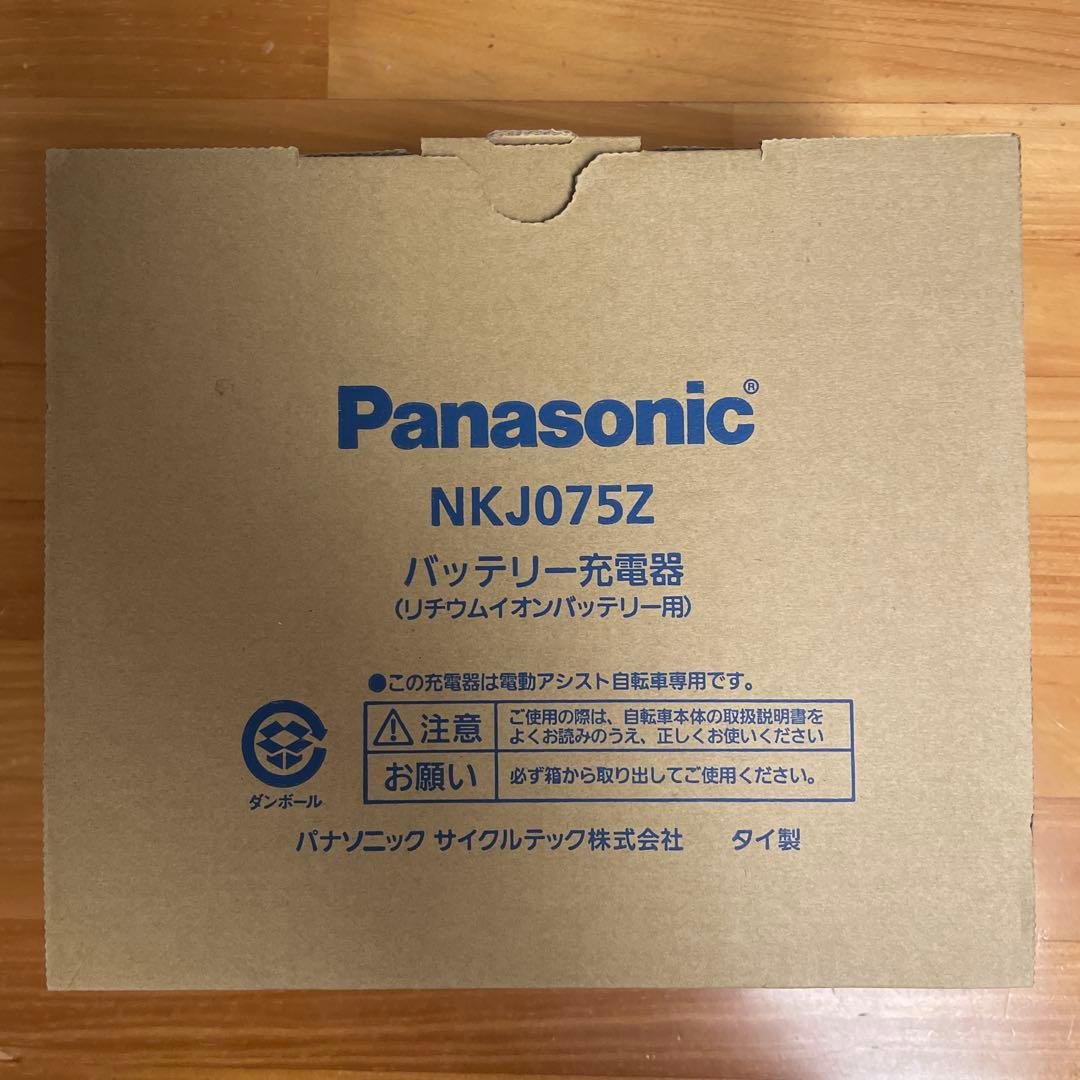 Panasonic®
NKJ075Z
バッテリー充電器
(リチウムイオンバッテリー用)
●この充電器は電動アシスト自転車専用です。
注意
ご使用の際は、自転車本体の取扱説明書を
よくお読みのうえ、正しくお使いください
お願い
必ず箱から取り出してご使用ください。
ダンボール
パナソニック サイクルテック株式会社 タイ製